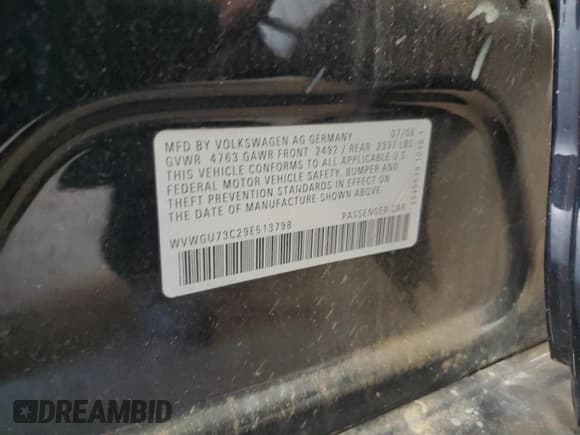 MFD BY VOLKSWAGEN AG GERMANY 07/08
GVWR 4763 GAWR FRONT 2492 / REAR 2337 LBS
THIS VEHICLE CONFORMS TO ALL APPLICABLE U.S.
FEDERAL MOTOR VEHICLE SAFETY, BUMPER AND
THEFT PREVENTION STANDARDS IN EFFECT ON
THE DATE OF MANUFACTURE SHOWN ABOVE.
WVWGU73C29E513798 PASSENGER CAR
DREAMBID